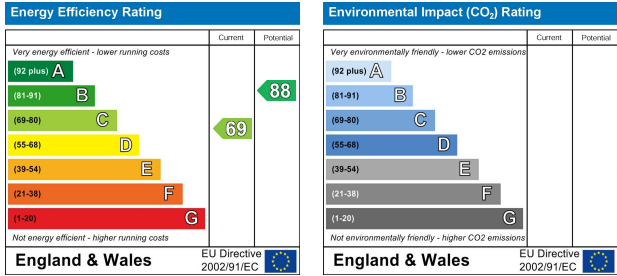 Energy Efficiency Rating
Current Potential
Very energy efficient - lower running costs
(92 plus) A
(81-91) B
(69-80) C
(55-68) D
(39-54) E
(21-38) F
(1-20) G
69
88
Not energy efficient - higher running costs
England & Wales
EU Directive
2002/91/EC
Environmental Impact (CO2) Rating
Current Potential
Very environmentally friendly - lower CO2 emissions
(92 plus) A
(81-91) B
(69-80) C
(55-68) D
(39-54) E
(21-38) F
(1-20) G
Not environmentally friendly - higher CO2 emissions
England & Wales
EU Directive
2002/91/EC